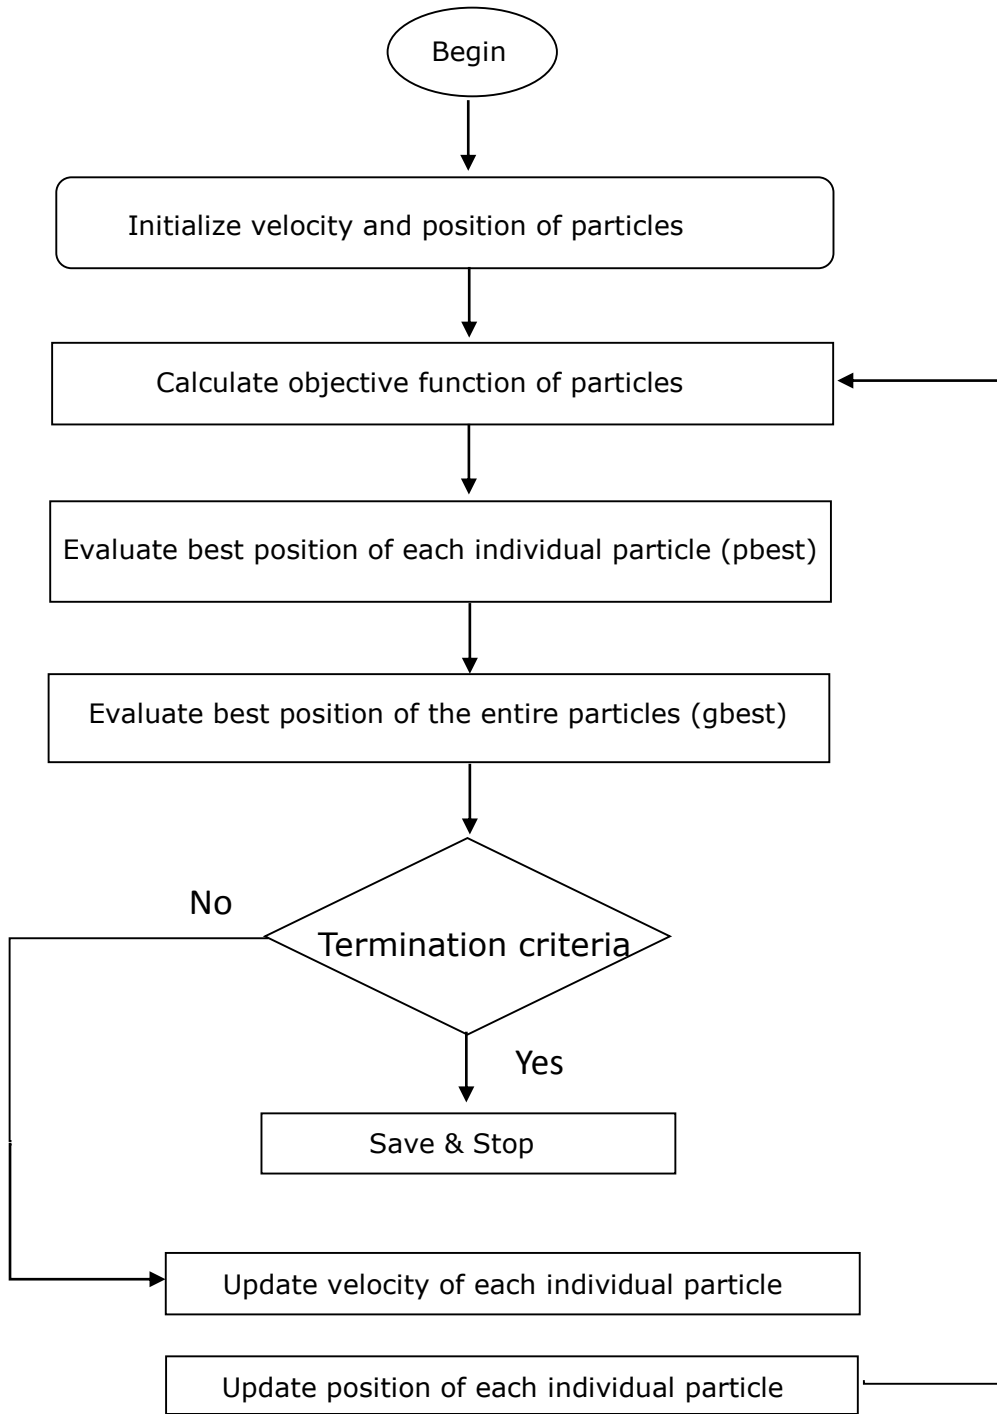 Begin
Initialize velocity and position of particles
Calculate objective function of particles
Evaluate best position of each individual particle (pbest)
Evaluate best position of the entire particles (gbest)
No
Termination criteria
Yes
Save & Stop
Update velocity of each individual particle
Update position of each individual particle